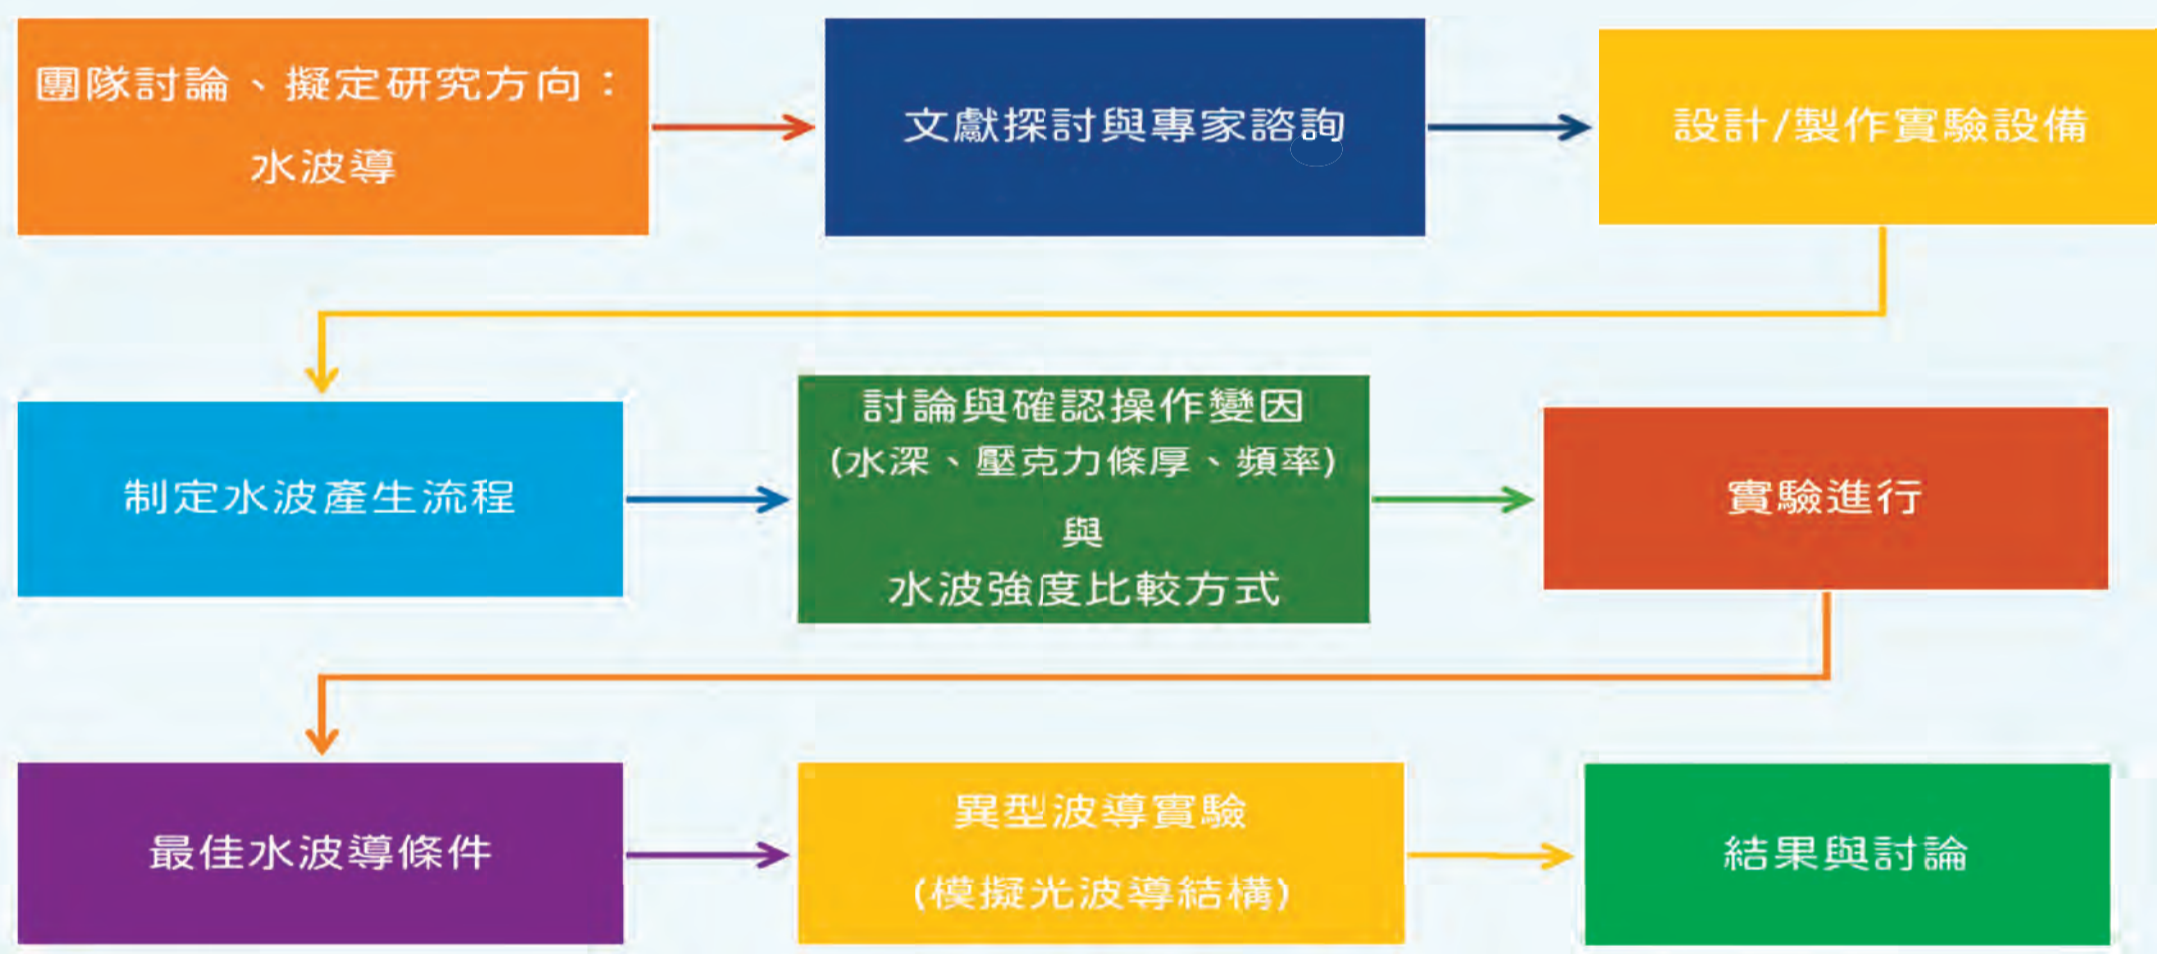 團隊討論、擬定研究方向：
水波導
文獻探討與專家諮詢
設計/製作實驗設備
制定水波產生流程
討論與確認操作變因
(水深、壓克力條厚、頻率)
與
水波強度比較方式
實驗進行
最佳水波導條件
異型波導實驗
(模擬光波導結構)
結果與討論